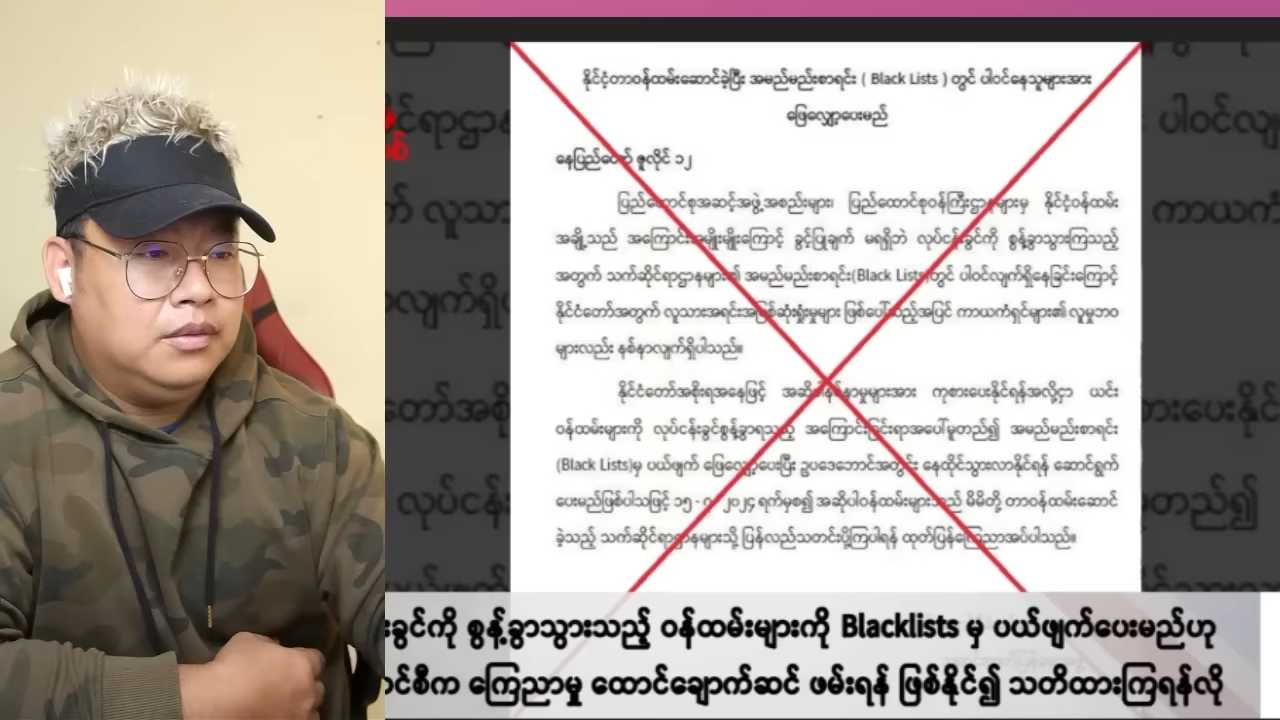 နိုင်ငံ့တာဝန်ထမ်းဆောင်ခဲ့ပြီး အမည်မည်းစာရင်း ( Black Lists ) တွင် ပါဝင်နေသူများအား
ဖြေလျှော့ပေးမည်
နေပြည်တော် ဇူလိုင် ၁၂
ပြည်ထောင်စုအဆင့်အဖွဲ့အစည်းများ၊ ပြည်ထောင်စုဝန်ကြီးဌာနများမှ နိုင်ငံ့ဝန်ထမ်း
အချို့သည် အကြောင်းအမျိုးမျိုးကြောင့် ခွင့်ပြုချက် မရရှိဘဲ လုပ်ငန်းခွင်ကို စွန့်ခွာသွားကြသည့်
အတွက် သက်ဆိုင်ရာဌာနများ၏ အမည်မည်းစာရင်း(Black Lists)တွင် ပါဝင်လျက်ရှိနေခြင်းကြောင့်
နိုင်ငံတော်အတွက် လူသားအရင်းအမြစ်ဆုံးရှုံးမှုများ ဖြစ်ပေါ်သည့်အပြင် ကာယကံရှင်များ၏ လူမှုဘဝ
များလည်း နစ်နာလျက်ရှိပါသည်။
နိုင်ငံတော်အစိုးရအနေဖြင့် အဆိုပါနစ်နာမှုများအား ကုစားပေးနိုင်ရန်အလို့ငှာ ယင်း
ဝန်ထမ်းများကို လုပ်ငန်းခွင်စွန့်ခွာရသည့် အကြောင်းခြင်းရာအပေါ်မူတည်၍ အမည်မည်းစာရင်း
(Black Lists)မှ ပယ်ဖျက် ဖြေလျှော့ပေးပြီး ဥပဒေဘောင်အတွင်း နေထိုင်သွားလာနိုင်ရန် ဆောင်ရွက်
ပေးမည်ဖြစ်ပါသဖြင့် ၁၅ - ၇ - ၂၀၂၄ ရက်မှစ၍ အဆိုပါဝန်ထမ်းများသည် မိမိတို့ တာဝန်ထမ်းဆောင်
ခဲ့သည့် သက်ဆိုင်ရာဌာနများသို့ ပြန်လည်သတင်းပို့ကြပါရန် ထုတ်ပြန်ကြေညာအပ်ပါသည်။
းခွင်ကို စွန့်ခွာသွားသည့် ဝန်ထမ်းများကို Blacklists မှ ပယ်ဖျက်ပေးမည်ဟု
ာင်စီက ကြေညာမှု ထောင်ချောက်ဆင် ဖမ်းရန် ဖြစ်နိုင်၍ သတိထားကြရန်လို